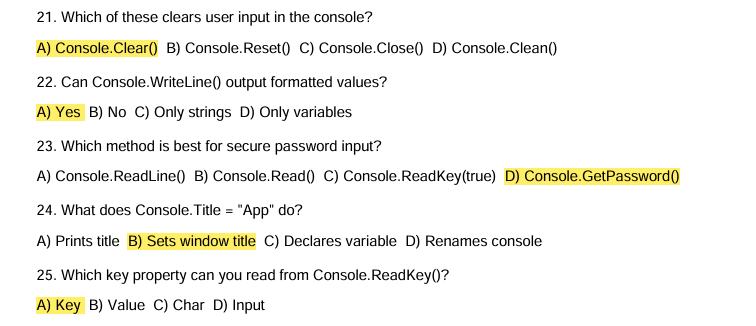 21. Which of these clears user input in the console?
A) Console.Clear() B) Console.Reset() C) Console.Close() D) Console.Clean()
22. Can Console.WriteLine() output formatted values?
A) Yes B) No C) Only strings D) Only variables
23. Which method is best for secure password input?
A) Console.ReadLine() B) Console.Read() C) Console.ReadKey(true) D) Console.GetPassword()
24. What does Console.Title = "App" do?
A) Prints title B) Sets window title C) Declares variable D) Renames console
25. Which key property can you read from Console.ReadKey()?
A) Key B) Value C) Char D) Input